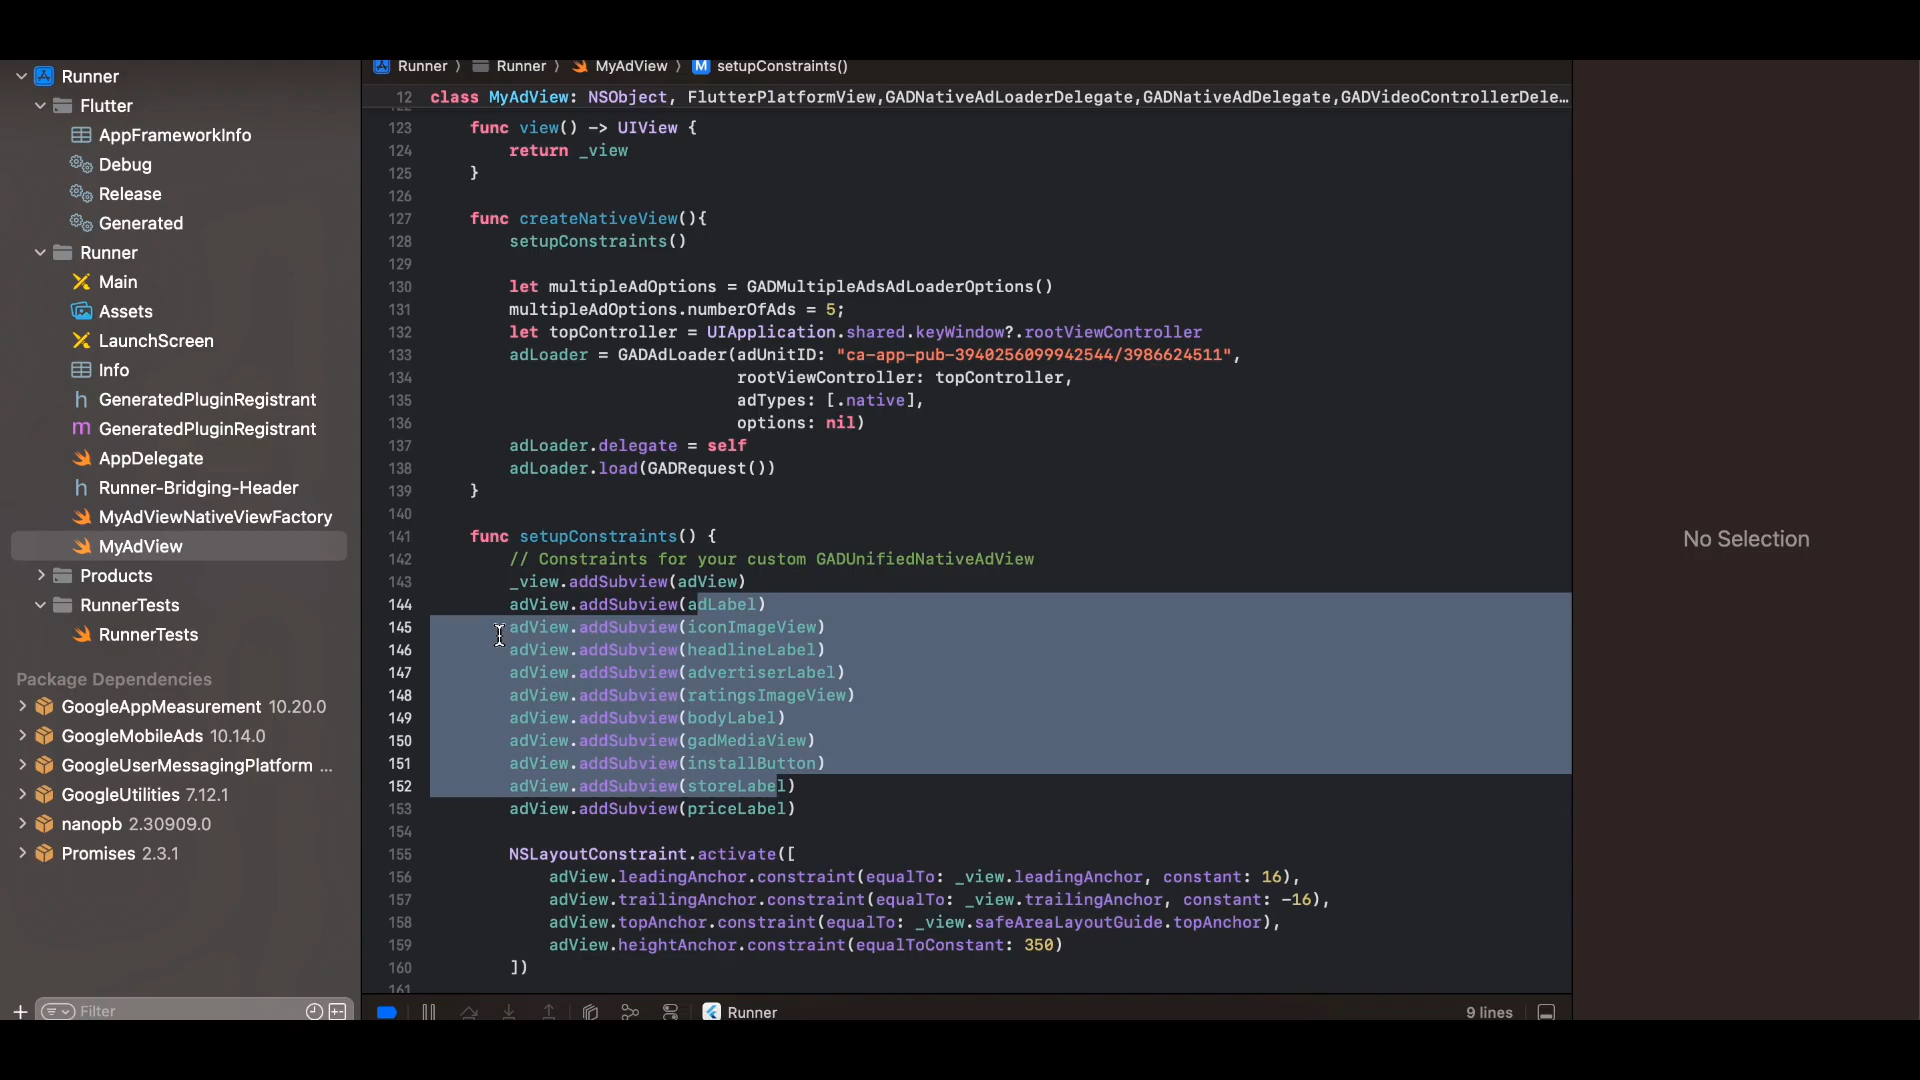 Runner
Flutter
AppFrameworkInfo
Debug
Release
Generated
Runner
Main
Assets
LaunchScreen
Info
GeneratedPluginRegistrant
GeneratedPluginRegistrant
AppDelegate
Runner-Bridging-Header
MyAdViewNativeViewFactory
MyAdView
Products
RunnerTests
RunnerTests
Package Dependencies
GoogleAppMeasurement 10.20.0
GoogleMobileAds 10.14.0
GoogleUserMessagingPlatform ...
GoogleUtilities 7.12.1
nanopb 2.30909.0
Promises 2.3.1
Filter
Runner 〉 Runner 〉 MyAdView 〉 M setupConstraints()
12 class MyAdView: NSObject, FlutterPlatformView,GADNativeAdLoaderDelegate,GADNativeAdDelegate,GADVideoControllerDele…
123 func view() -> UIView {
124 return _view
125 }
126
127 func createNativeView(){
128 setupConstraints()
129
130 let multipleAdOptions = GADMultipleAdsAdLoaderOptions()
131 multipleAdOptions.numberOfAds = 5;
132 let topController = UIApplication.shared.keyWindow?.rootViewController
133 adLoader = GADAdLoader(adUnitID: "ca-app-pub-3940256099942544/3986624511",
134 rootViewController: topController,
135 adTypes: [.native],
136 options: nil)
137 adLoader.delegate = self
138 adLoader.load(GADRequest())
139 }
140
141 func setupConstraints() {
142 // Constraints for your custom GADUnifiedNativeAdView
143 _view.addSubview(adView)
144 adView.addSubview(adLabel)
145 adView.addSubview(iconImageView)
146 adView.addSubview(headlineLabel)
147 adView.addSubview(advertiserLabel)
148 adView.addSubview(ratingsImageView)
149 adView.addSubview(bodyLabel)
150 adView.addSubview(gadMediaView)
151 adView.addSubview(installButton)
152 adView.addSubview(storeLabel)
153 adView.addSubview(priceLabel)
154
155 NSLayoutConstraint.activate([
156 adView.leadingAnchor.constraint(equalTo: _view.leadingAnchor, constant: 16),
157 adView.trailingAnchor.constraint(equalTo: _view.trailingAnchor, constant: -16),
158 adView.topAnchor.constraint(equalTo: _view.safeAreaLayoutGuide.topAnchor),
159 adView.heightAnchor.constraint(equalToConstant: 350)
160 ])
161
Runner
9 lines
No Selection